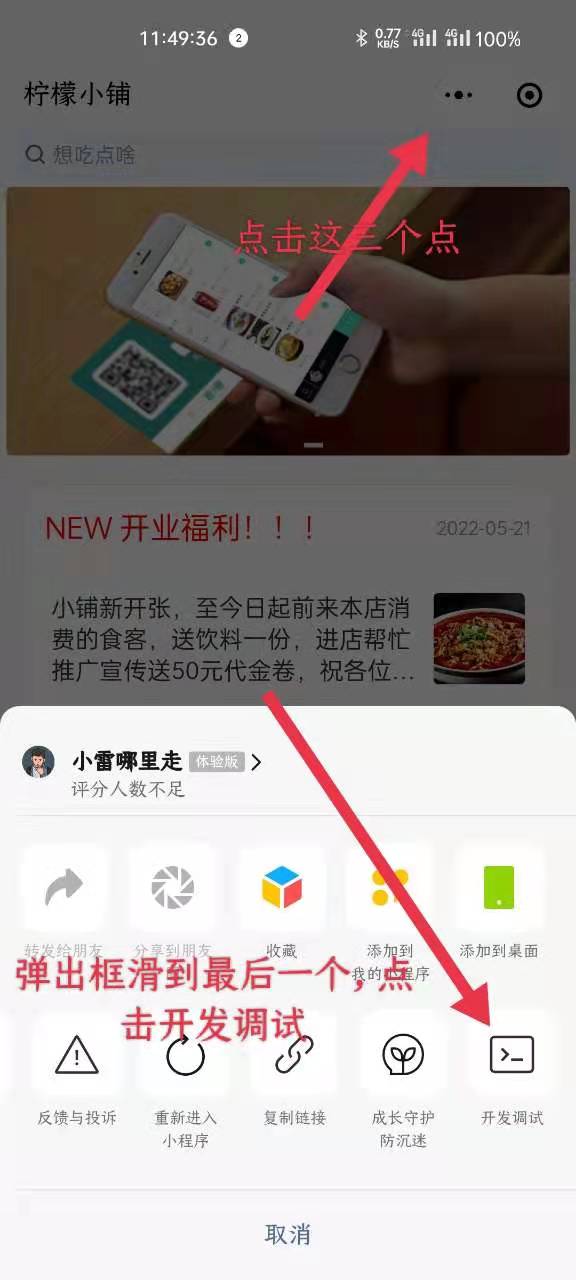 11:49:36 2 0.77 KB/S 4G 4G 100%
柠檬小铺
想吃点啥
点击这三个点
NEW 开业福利！！！ 2022-05-21
小铺新开张，至今日起前来本店消
费的食客，送饮料一份，进店帮忙
推广宣传送50元代金卷，祝各位...
小雷哪里走 体验版
评分人数不足
转发给朋友 分享到朋友 收藏 添加到 添加到桌面
我的小程序
弹出框滑到最后一个，点
击开发调试
反馈与投诉 重新进入 复制链接 成长守护 开发调试
小程序 防沉迷
取消